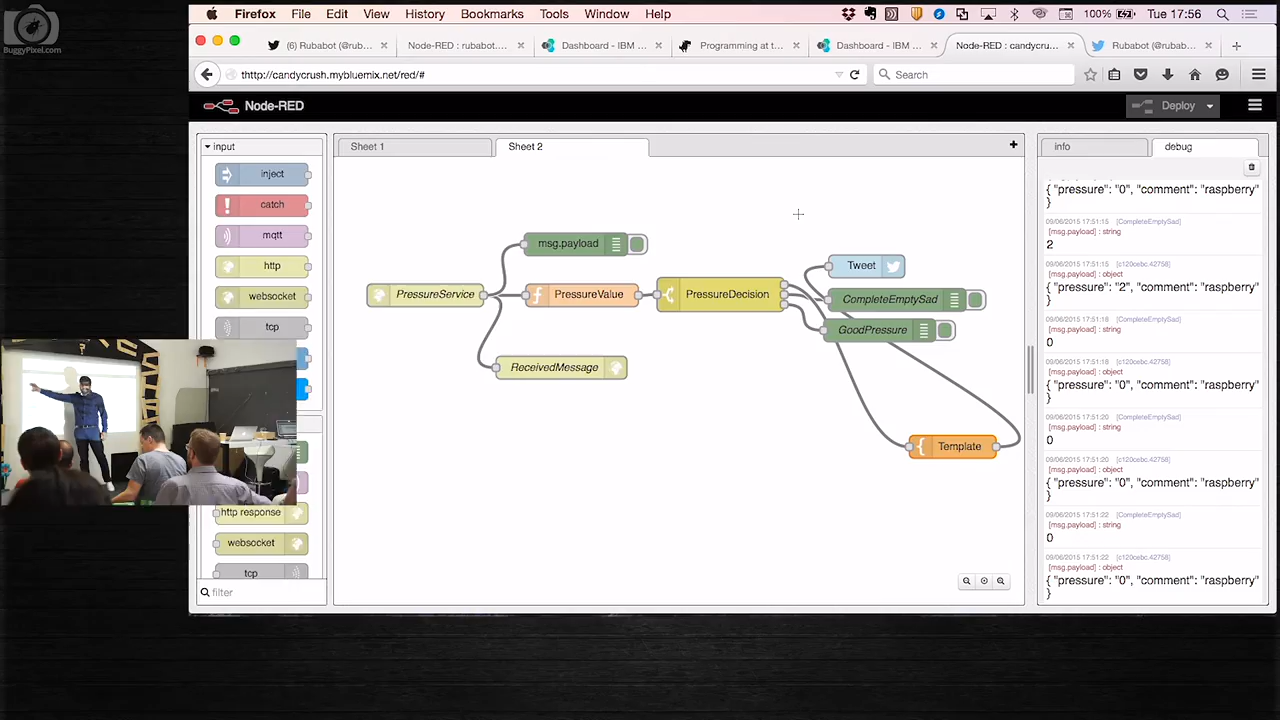 BuggyPixel.com
Firefox File Edit View History Bookmarks Tools Window Help
100% Tue 17:56
(6) Rubabot (@rub...
Node-RED : rubabot....
Dashboard - IBM ...
Programming at t...
Dashboard - IBM ...
Node-RED : candycru...
Rubabot (@rubab...
thttp://candycrush.mybluemix.net/red/#
Search
Node-RED
Deploy
input
Sheet 1
Sheet 2
info
debug
inject
catch
mqtt
http
websocket
tcp
http response
websocket
tcp
filter
msg.payload
PressureService
PressureValue
PressureDecision
Tweet
CompleteEmptySad
GoodPressure
ReceivedMessage
Template
{ "pressure": "0", "comment": "raspberry"
}
09/06/2015 17:51:15 [CompleteEmptySad]
[msg.payload] : string
2
09/06/2015 17:51:15 [c120cebc.42758]
[msg.payload] : object
{ "pressure": "2", "comment": "raspberry"
}
09/06/2015 17:51:18 [CompleteEmptySad]
[msg.payload] : string
0
09/06/2015 17:51:18 [c120cebc.42758]
[msg.payload] : object
{ "pressure": "0", "comment": "raspberry"
}
09/06/2015 17:51:20 [CompleteEmptySad]
[msg.payload] : string
0
09/06/2015 17:51:20 [c120cebc.42758]
[msg.payload] : object
{ "pressure": "0", "comment": "raspberry"
}
09/06/2015 17:51:22 [CompleteEmptySad]
[msg.payload] : string
0
09/06/2015 17:51:22 [c120cebc.42758]
[msg.payload] : object
{ "pressure": "0", "comment": "raspberry"
}